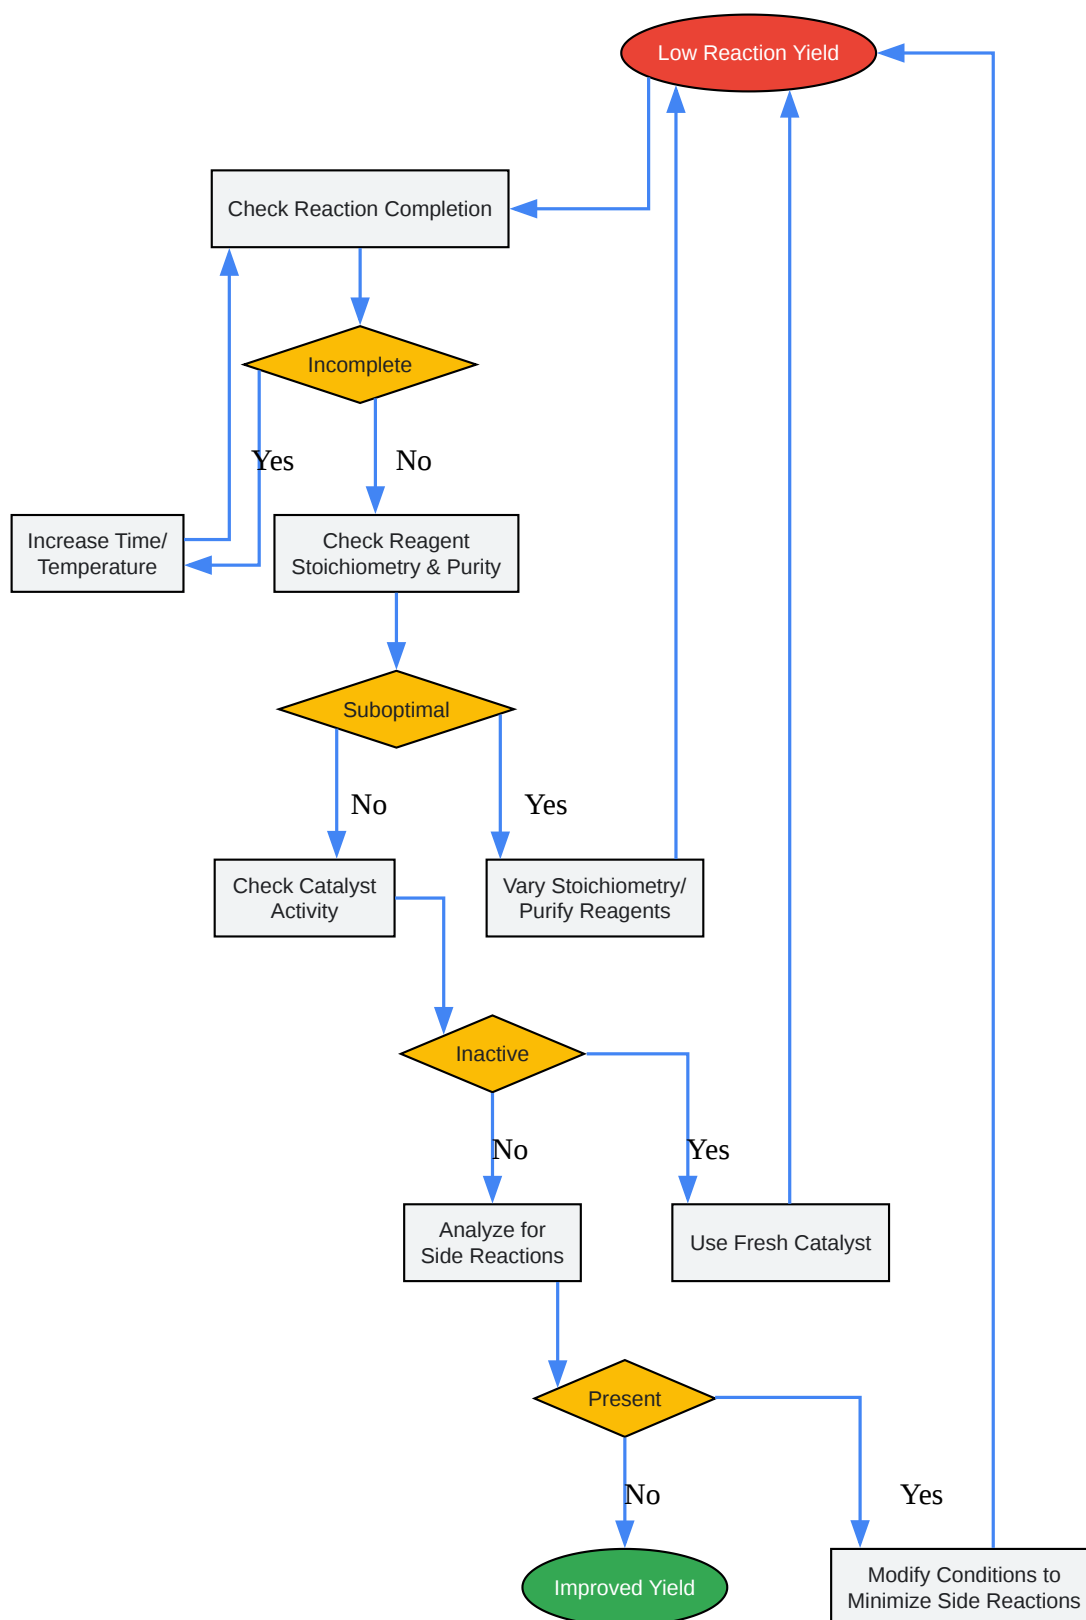 Low Reaction Yield
Check Reaction Completion
Incomplete
Yes
No
Increase Time/
Temperature
Check Reagent
Stoichiometry & Purity
Suboptimal
No
Yes
Check Catalyst
Activity
Vary Stoichiometry/
Purify Reagents
Inactive
No
Yes
Analyze for
Side Reactions
Use Fresh Catalyst
Present
No
Yes
Improved Yield
Modify Conditions to
Minimize Side Reactions